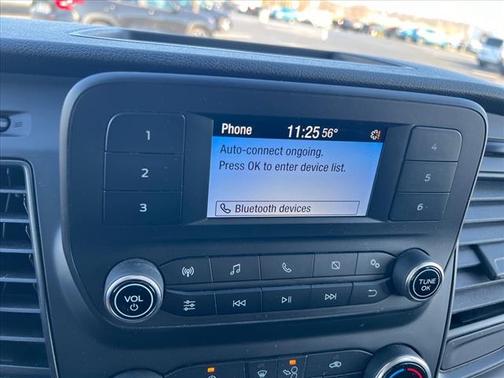 Phone 11:25 56°
Auto-connect ongoing.
Press OK to enter device list.
Bluetooth devices
1
2
3
4
5
6
VOL
TUNE
OK